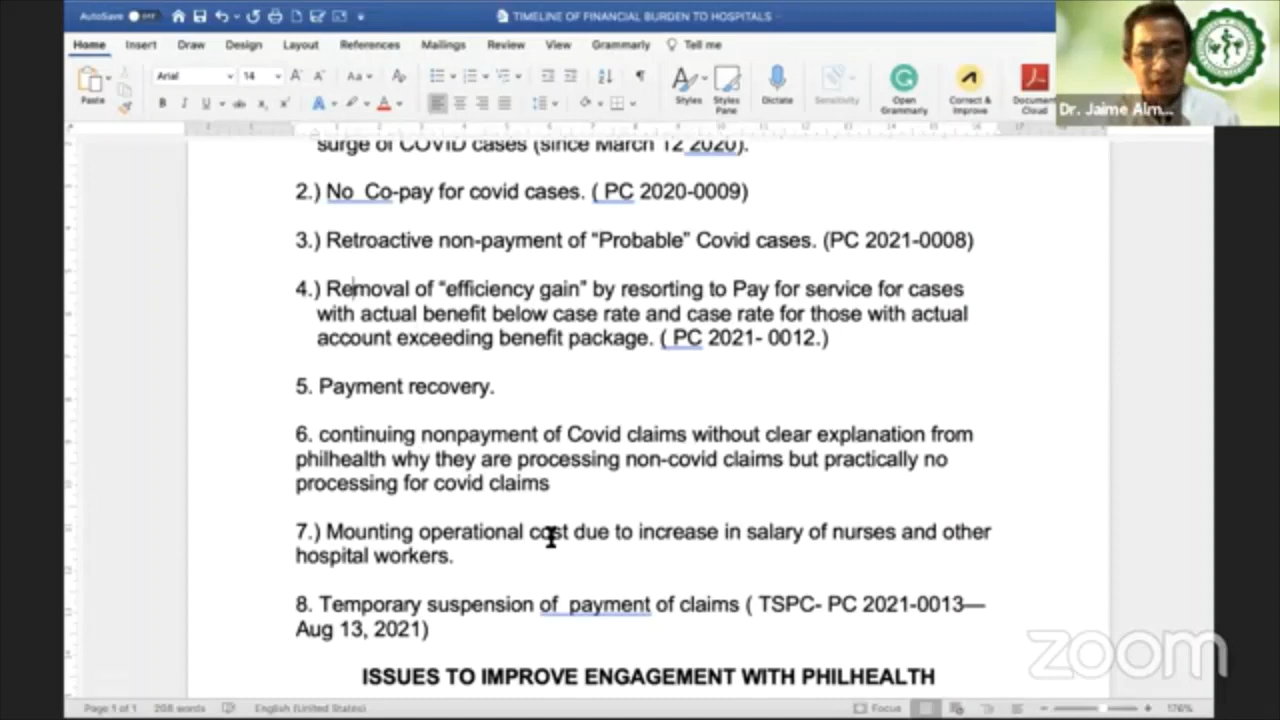 AutoSave OFF
TIMELINE OF FINANCIAL BURDEN TO HOSPITALS
Home Insert Draw Design Layout References Mailings Review View Grammarly Tell me
Paste
Arial 14
Styles
Styles Pane
Dictate
Sensitivity
Open Grammarly
Correct & Improve
Document Cloud
Dr. Jaime Alm...
surge of COVID cases (since March 12 2020).
2.) No Co-pay for covid cases. ( PC 2020-0009)
3.) Retroactive non-payment of “Probable” Covid cases. (PC 2021-0008)
4.) Removal of “efficiency gain” by resorting to Pay for service for cases
with actual benefit below case rate and case rate for those with actual
account exceeding benefit package. ( PC 2021- 0012.)
5. Payment recovery.
6. continuing nonpayment of Covid claims without clear explanation from
philhealth why they are processing non-covid claims but practically no
processing for covid claims
7.) Mounting operational cost due to increase in salary of nurses and other
hospital workers.
8. Temporary suspension of payment of claims ( TSPC- PC 2021-0013—
Aug 13, 2021)
ISSUES TO IMPROVE ENGAGEMENT WITH PHILHEALTH
zoom
Page 1 of 1 208 words English (United States) Focus 176%